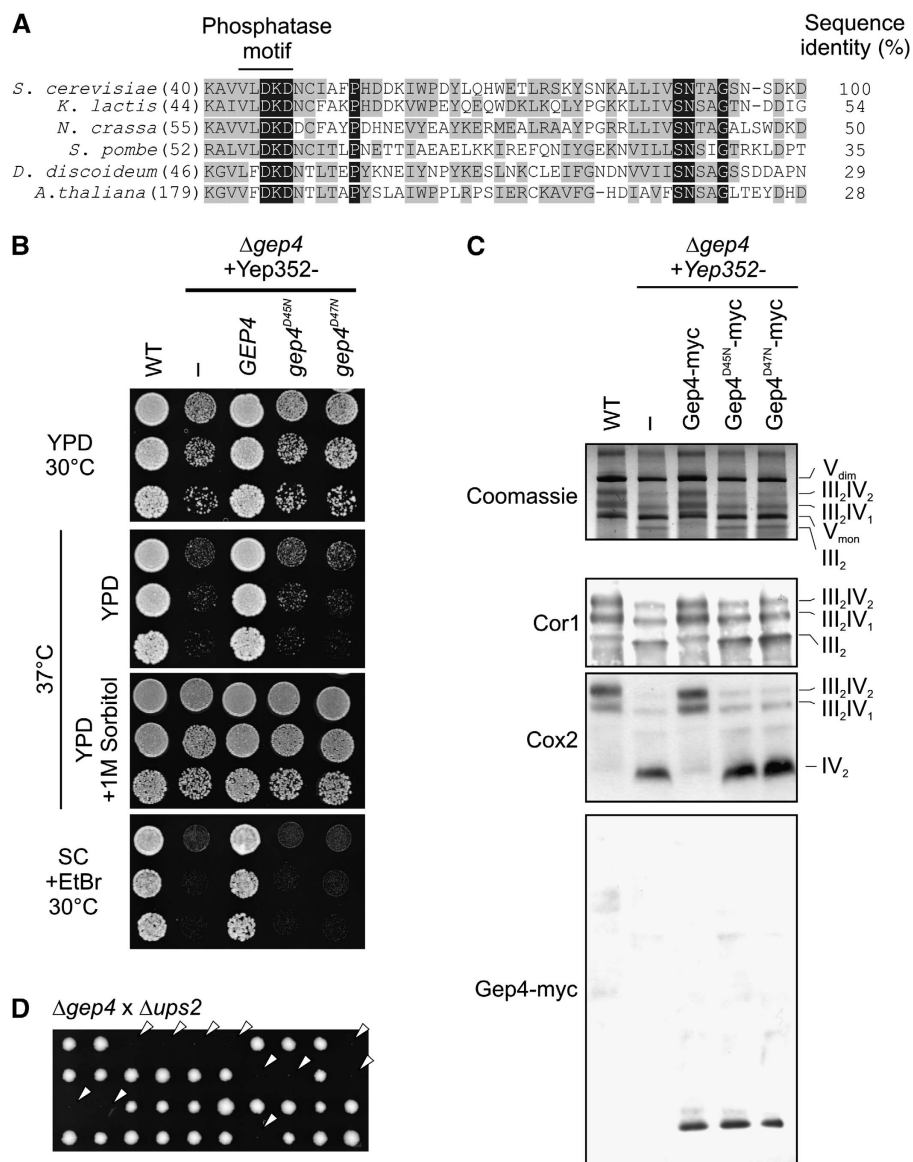 A
Phosphatase
motif
Sequence
identity (%)
S. cerevisiae (40) KAVVLDKDNCIAFPHDDKIWPDYLQHWETLRSKYSNKALLIVSNTAGSN-SDKD 100
K. lactis (44) KAIVLDKDNCFAKPHDDKVWPEYQEQWDKLKQLYPGKALLIVSNSAGTN-DDIG 54
N. crassa (55) KAVVLDKDDCFAYPDHNEVYEAYKERMEALRAAYPGRRLLIVSNTAGALSWDKD 50
S. pombe (52) RALVLDKDNCITLPNETTIAEAELKKIREFQNIYGEKNVILLSNSIGTRKLDPT 35
D. discoideum (46) KGVLFDKDNTLTEPYKNEIYNPYKESLNKCLEIFGNDNVIIVSNSAGSSDDAPN 29
A.thaliana (179) KGVVFDKDNTLTAPYSLAIWPPLRPSIERCKAVFG-HDIAVFSNSAGLTEYDHD 28
B
Δgep4
+Yep352-
WT
–
GEP4
gep4D45N
gep4D47N
YPD
30°C
37°C
YPD
YPD
+1M Sorbitol
SC
+EtBr
30°C
C
Δgep4
+Yep352-
WT
–
Gep4-myc
Gep4D45N-myc
Gep4D47N-myc
Coomassie
Vdim
III2IV2
III2IV1
Vmon
III2
Cor1
III2IV2
III2IV1
III2
Cox2
III2IV2
III2IV1
IV2
Gep4-myc
D
Δgep4 x Δups2